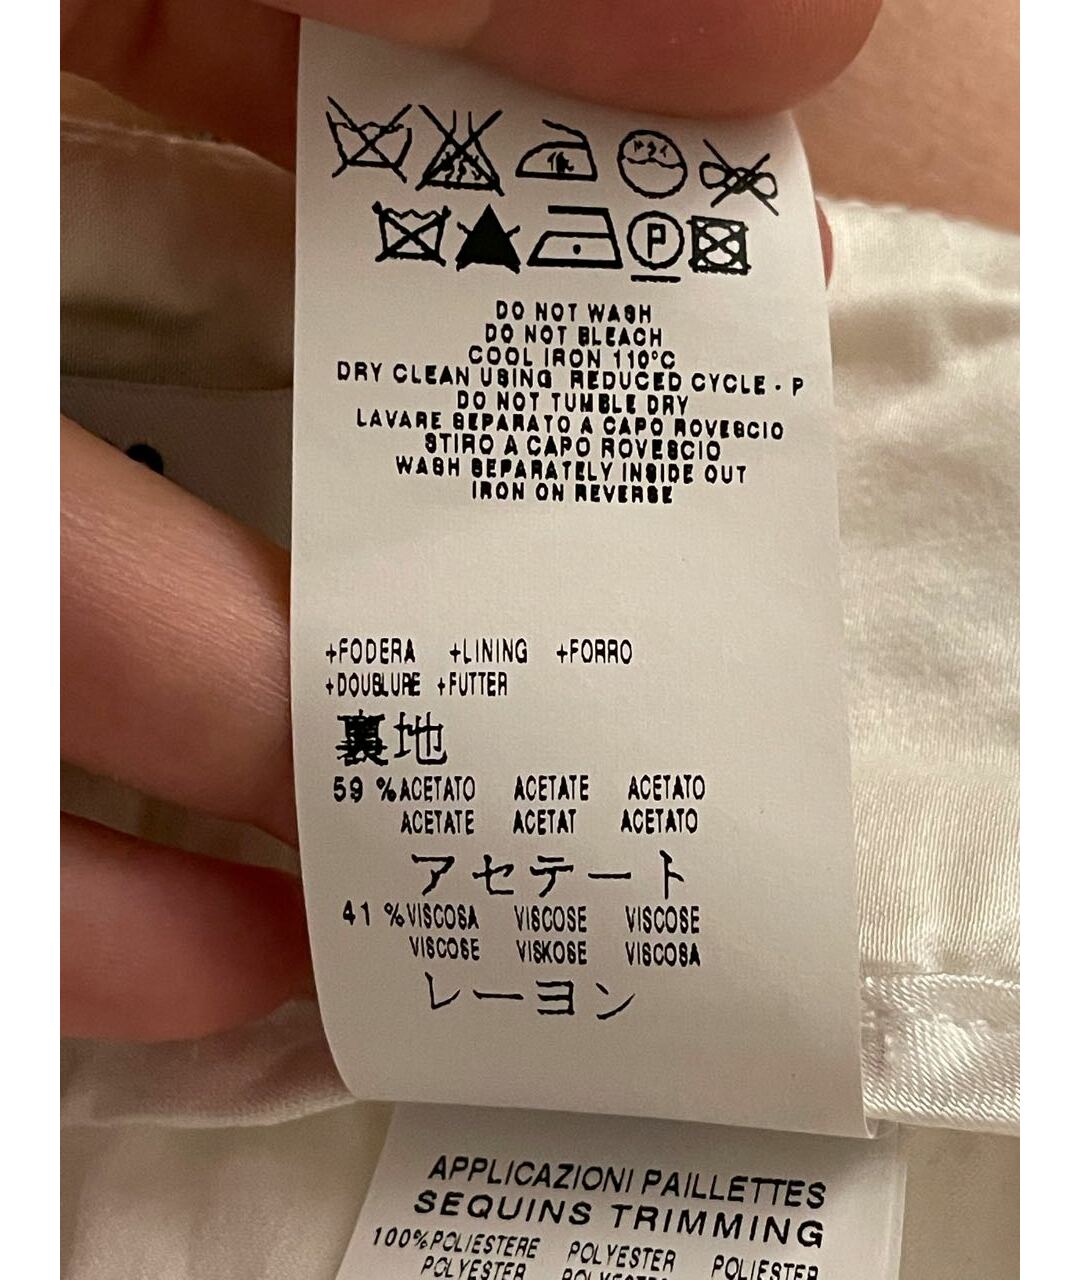 DO NOT WASH
DO NOT BLEACH
COOL IRON 110°C
DRY CLEAN USING REDUCED CYCLE - P
DO NOT TUMBLE DRY
LAVARE SEPARATO A CAPO ROVESCIO
STIRO A CAPO ROVESCIO
WASH SEPARATELY INSIDE OUT
IRON ON REVERSE
+FODERA +LINING +FORRO
+DOUBLURE +FUTTER
裏地
59 %ACETATO ACETATE ACETATO
ACETATE ACETAT ACETATO
アセテート
41 %VISCOSA VISCOSE VISCOSE
VISCOSE VISKOSE VISCOSA
レーヨン
APPLICAZIONI PAILLETTES
SEQUINS TRIMMING
100%POLIESTERE POLYESTER POLIESTER
POLYESTER